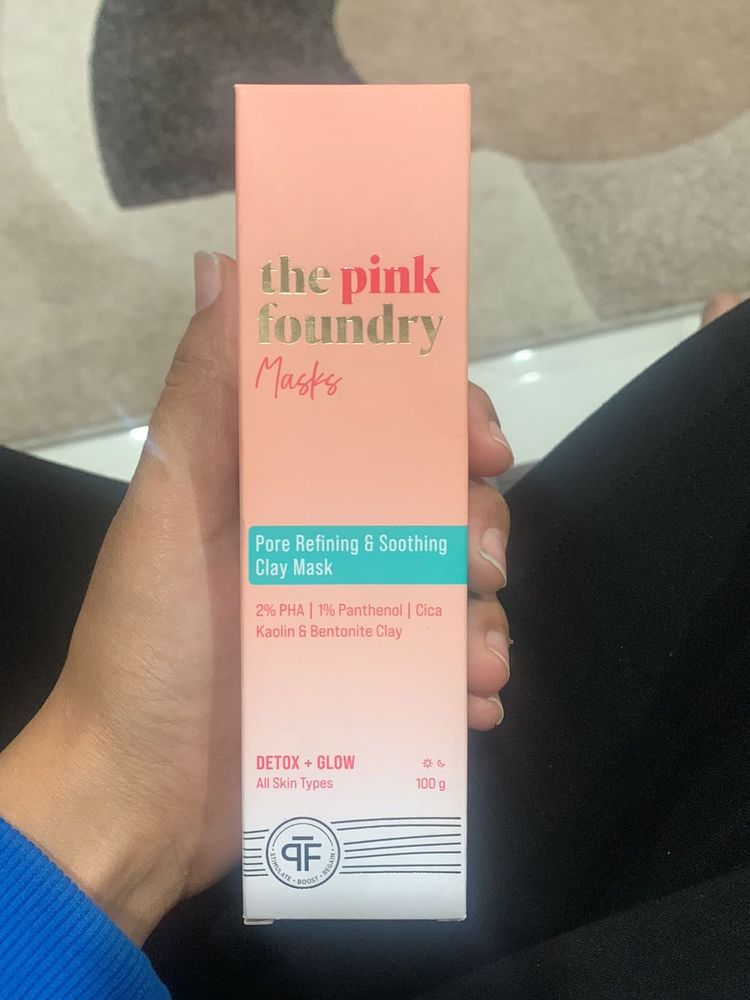 the pink
foundry
Masks
Pore Refining & Soothing
Clay Mask
2% PHA | 1% Panthenol | Cica
Kaolin & Bentonite Clay
DETOX + GLOW
All Skin Types
100 g
PF
STIMULATE • BOOST • REGAIN •